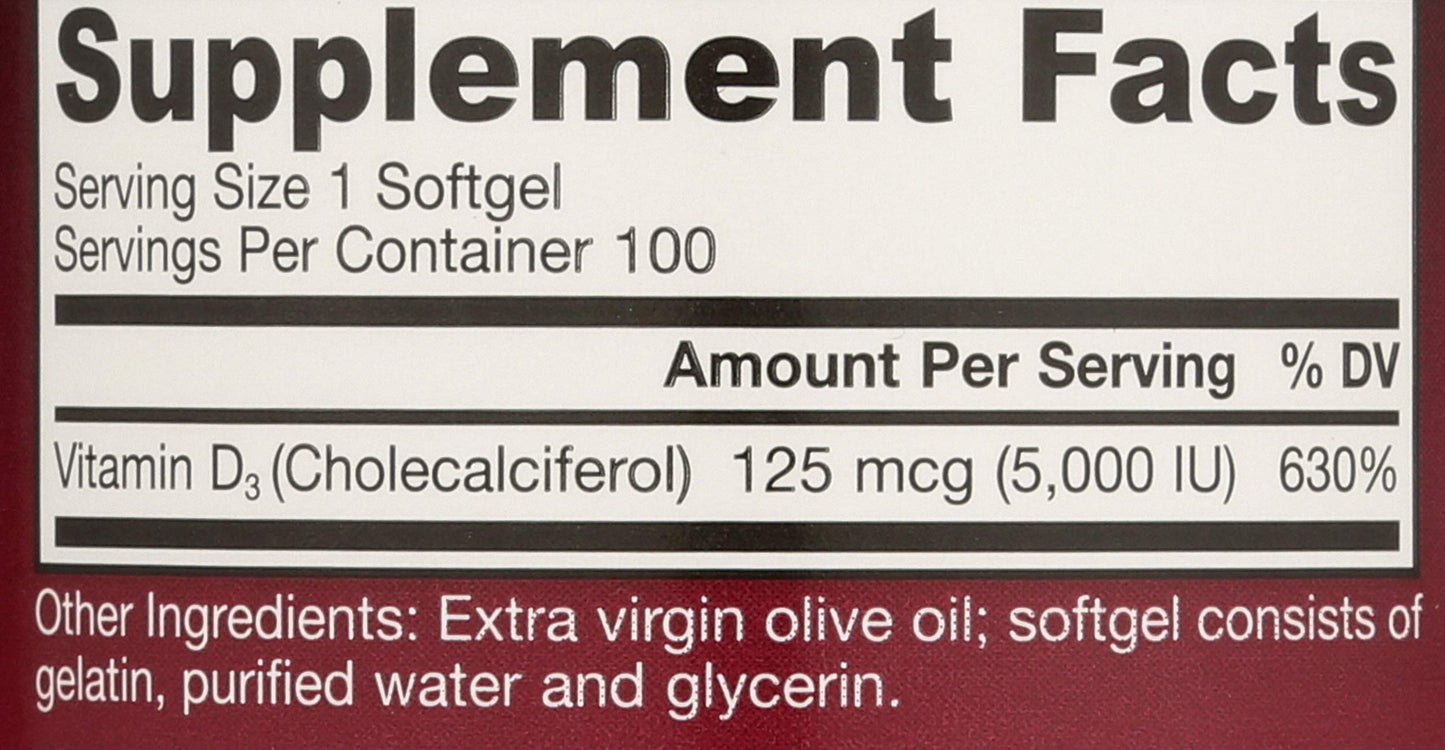 Supplement Facts
Serving Size 1 Softgel
Servings Per Container 100
Amount Per Serving % DV
Vitamin D₃ (Cholecalciferol) 125 mcg (5,000 IU) 630%
Other Ingredients: Extra virgin olive oil; softgel consists of
gelatin, purified water and glycerin.